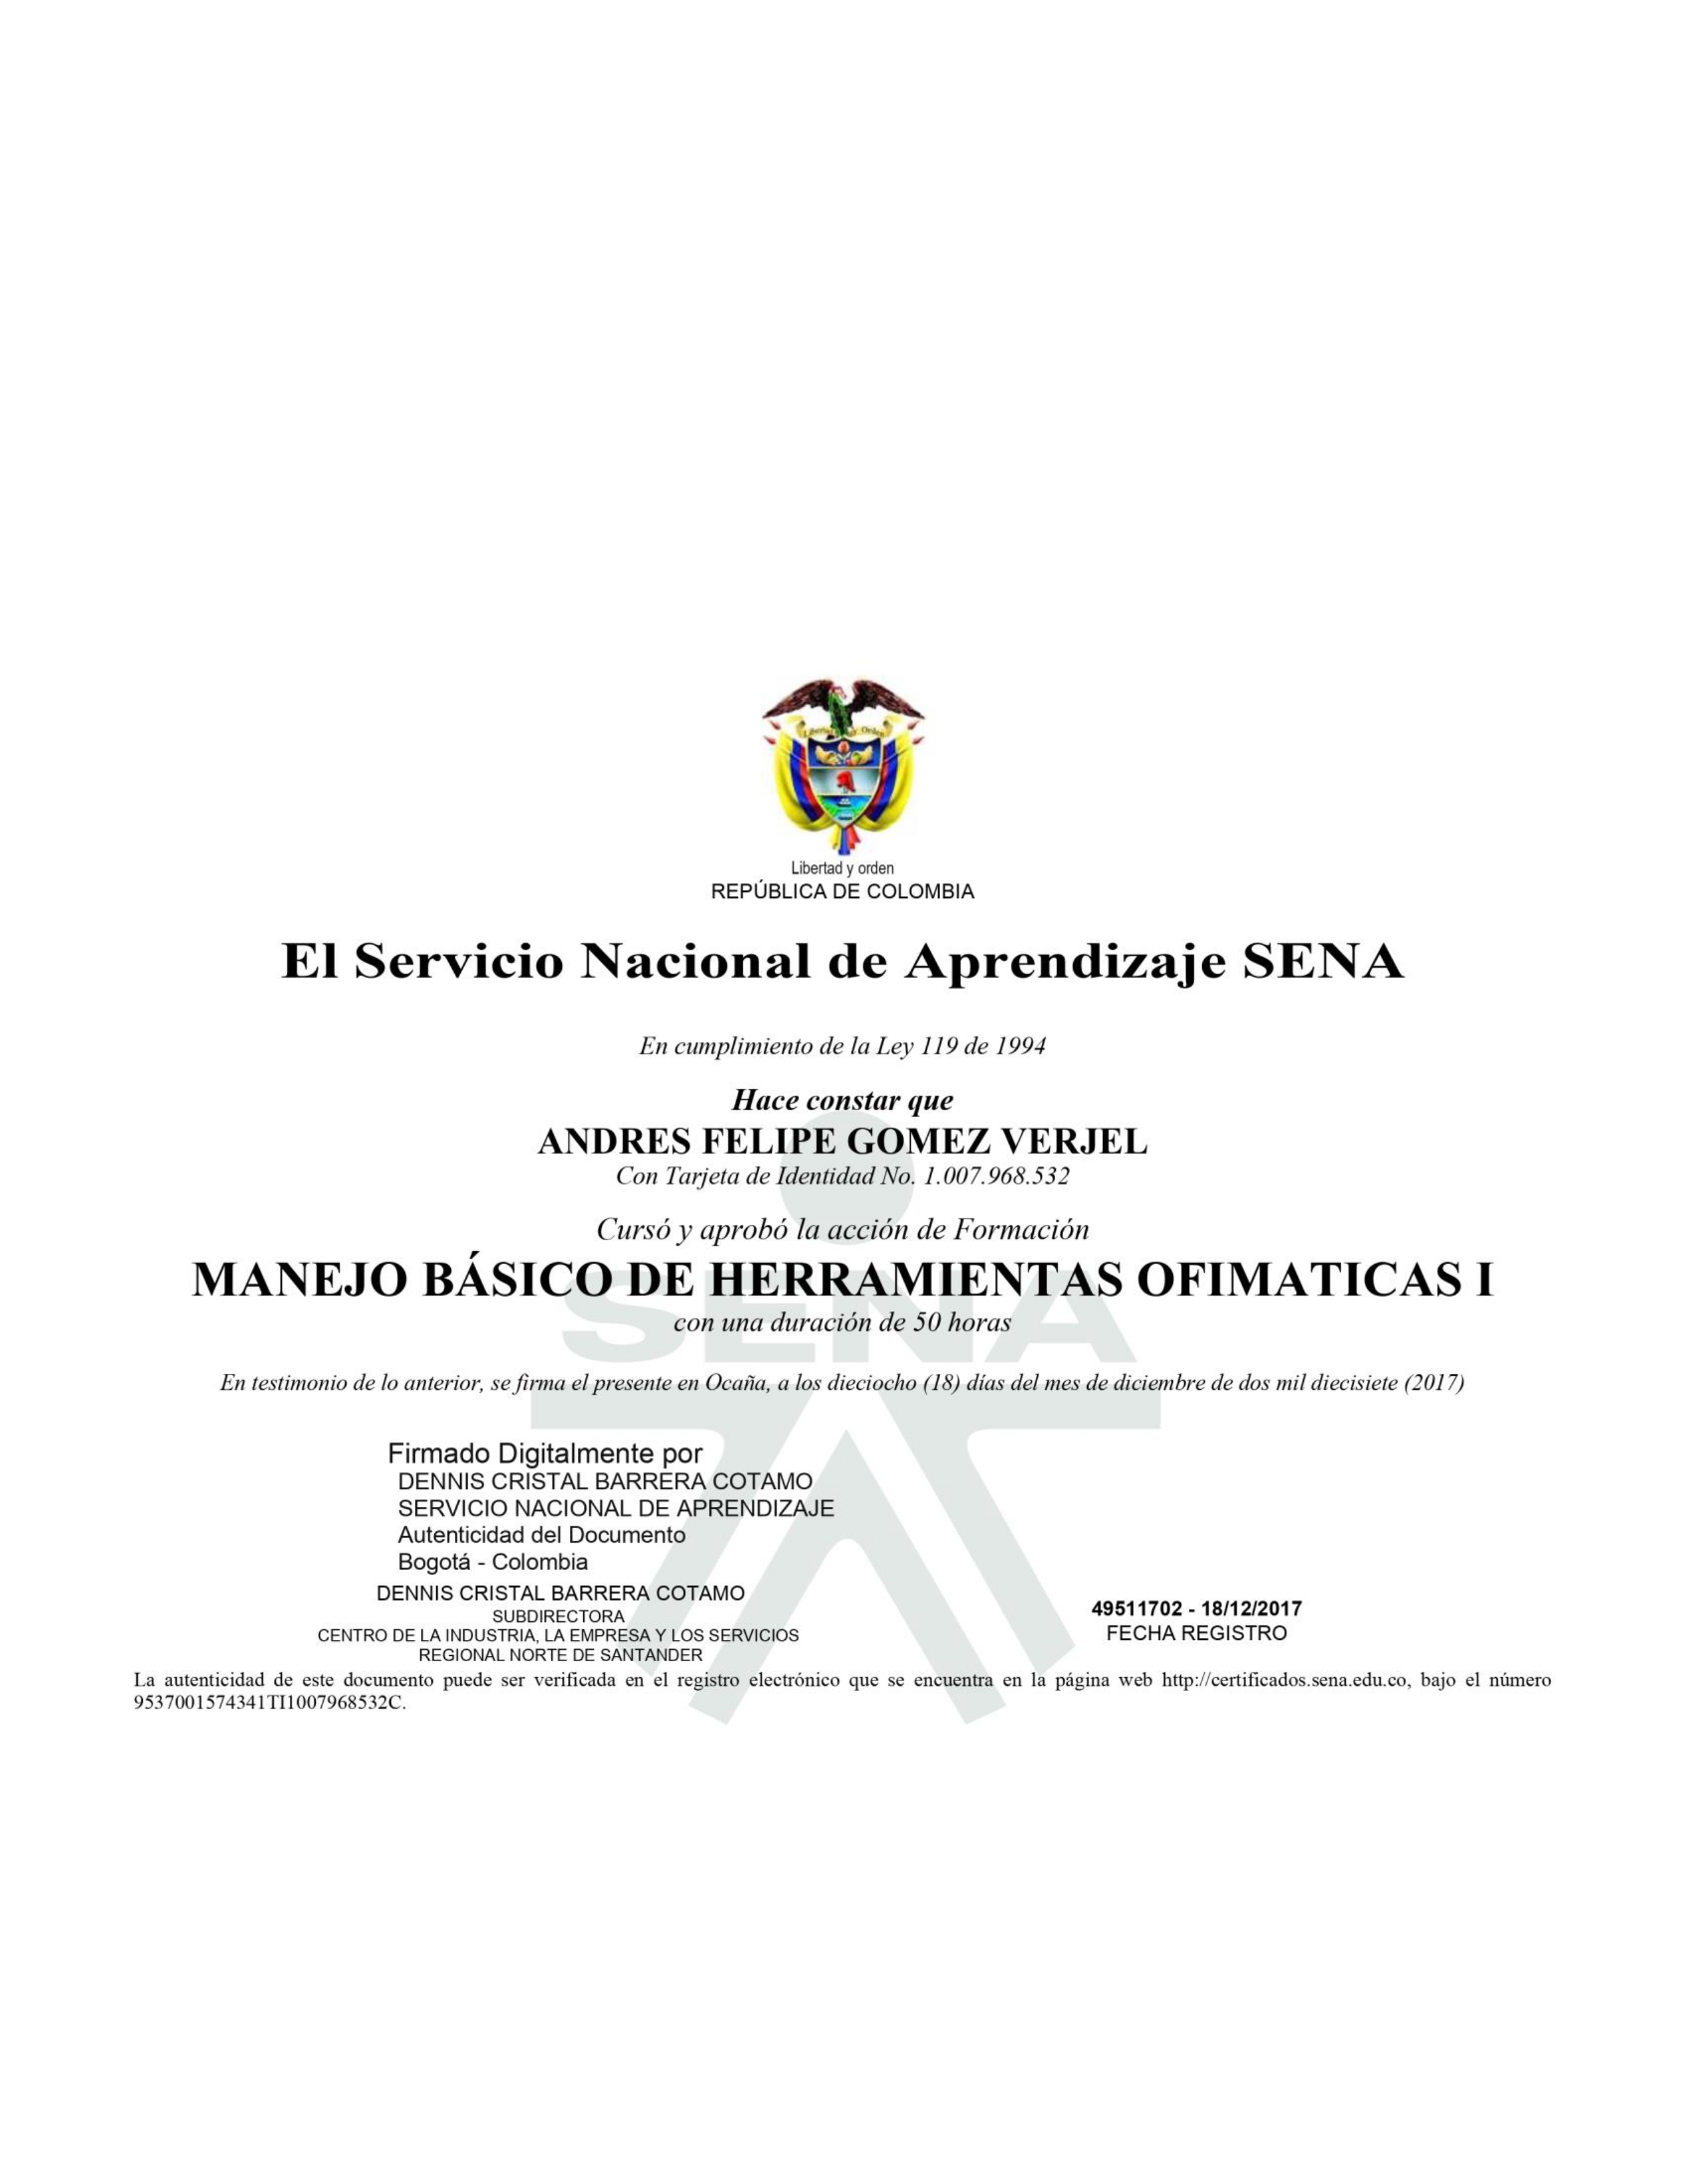 Libertad y Orden
Libertad y orden
REPÚBLICA DE COLOMBIA
El Servicio Nacional de Aprendizaje SENA
En cumplimiento de la Ley 119 de 1994
Hace constar que
ANDRES FELIPE GOMEZ VERJEL
Con Tarjeta de Identidad No. 1.007.968.532
Cursó y aprobó la acción de Formación
MANEJO BÁSICO DE HERRAMIENTAS OFIMATICAS I
SENA
con una duración de 50 horas
En testimonio de lo anterior, se firma el presente en Ocaña, a los dieciocho (18) días del mes de diciembre de dos mil diecisiete (2017)
Firmado Digitalmente por
DENNIS CRISTAL BARRERA COTAMO
SERVICIO NACIONAL DE APRENDIZAJE
Autenticidad del Documento
Bogotá - Colombia
DENNIS CRISTAL BARRERA COTAMO
SUBDIRECTORA
CENTRO DE LA INDUSTRIA, LA EMPRESA Y LOS SERVICIOS
REGIONAL NORTE DE SANTANDER
49511702 - 18/12/2017
FECHA REGISTRO
La autenticidad de este documento puede ser verificada en el registro electrónico que se encuentra en la página web http://certificados.sena.edu.co, bajo el número
9537001574341TI1007968532C.